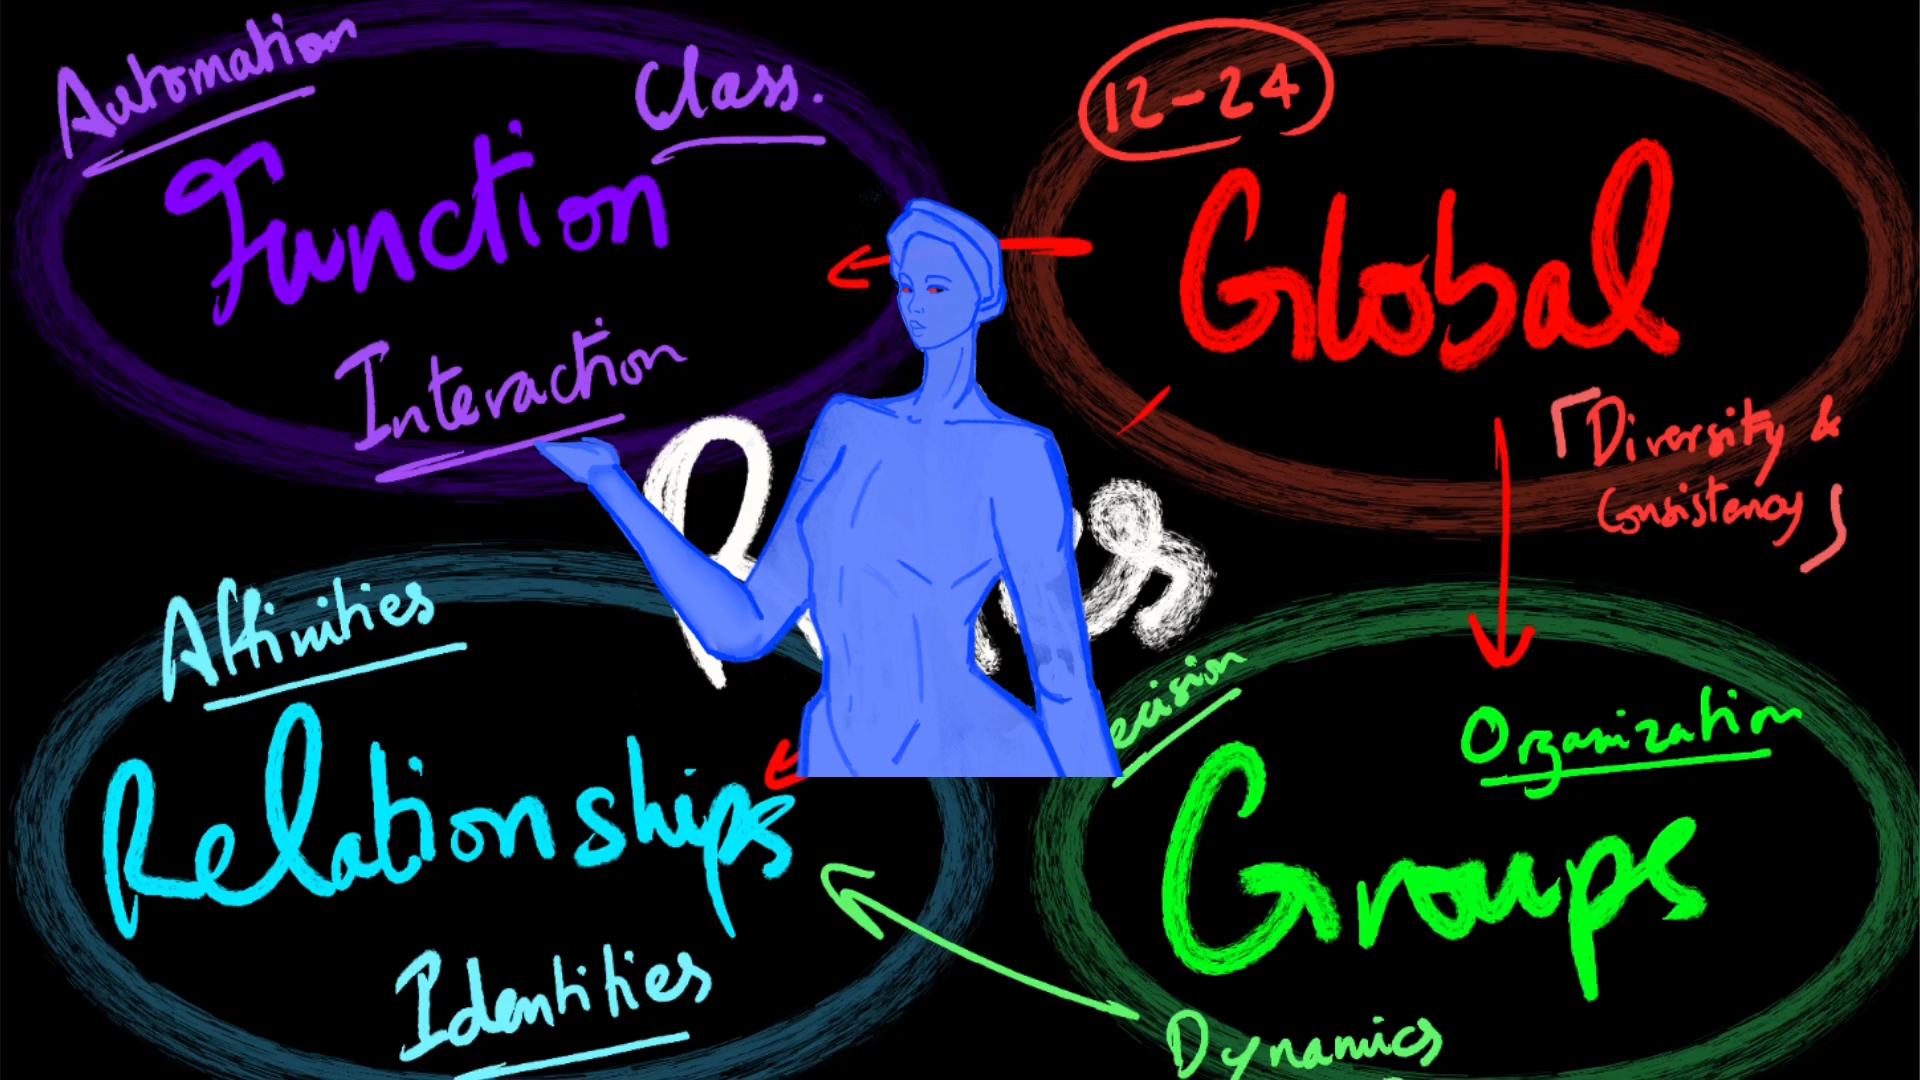 Automation
Class.
Function
Interaction
12-24
Global
「Diversity &
Consistency」
Affinities
Relationships
Identities
Organization
Groups
Dynamics